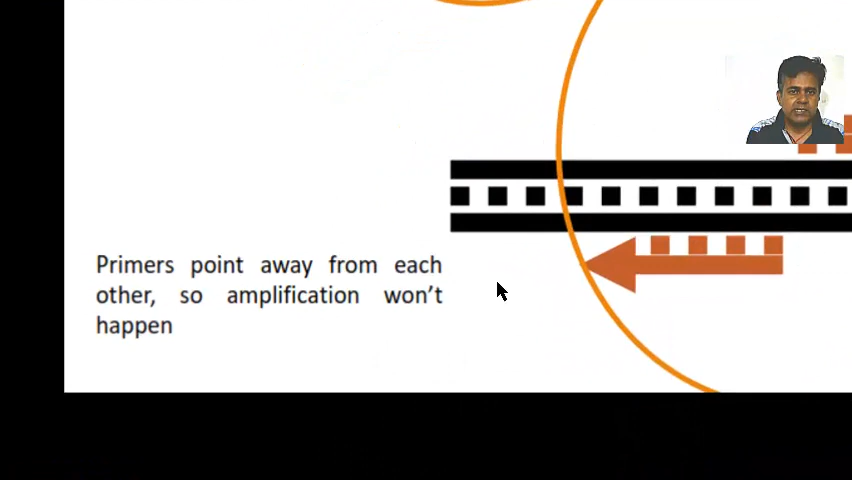 Primers point away from each
other, so amplification won't
happen